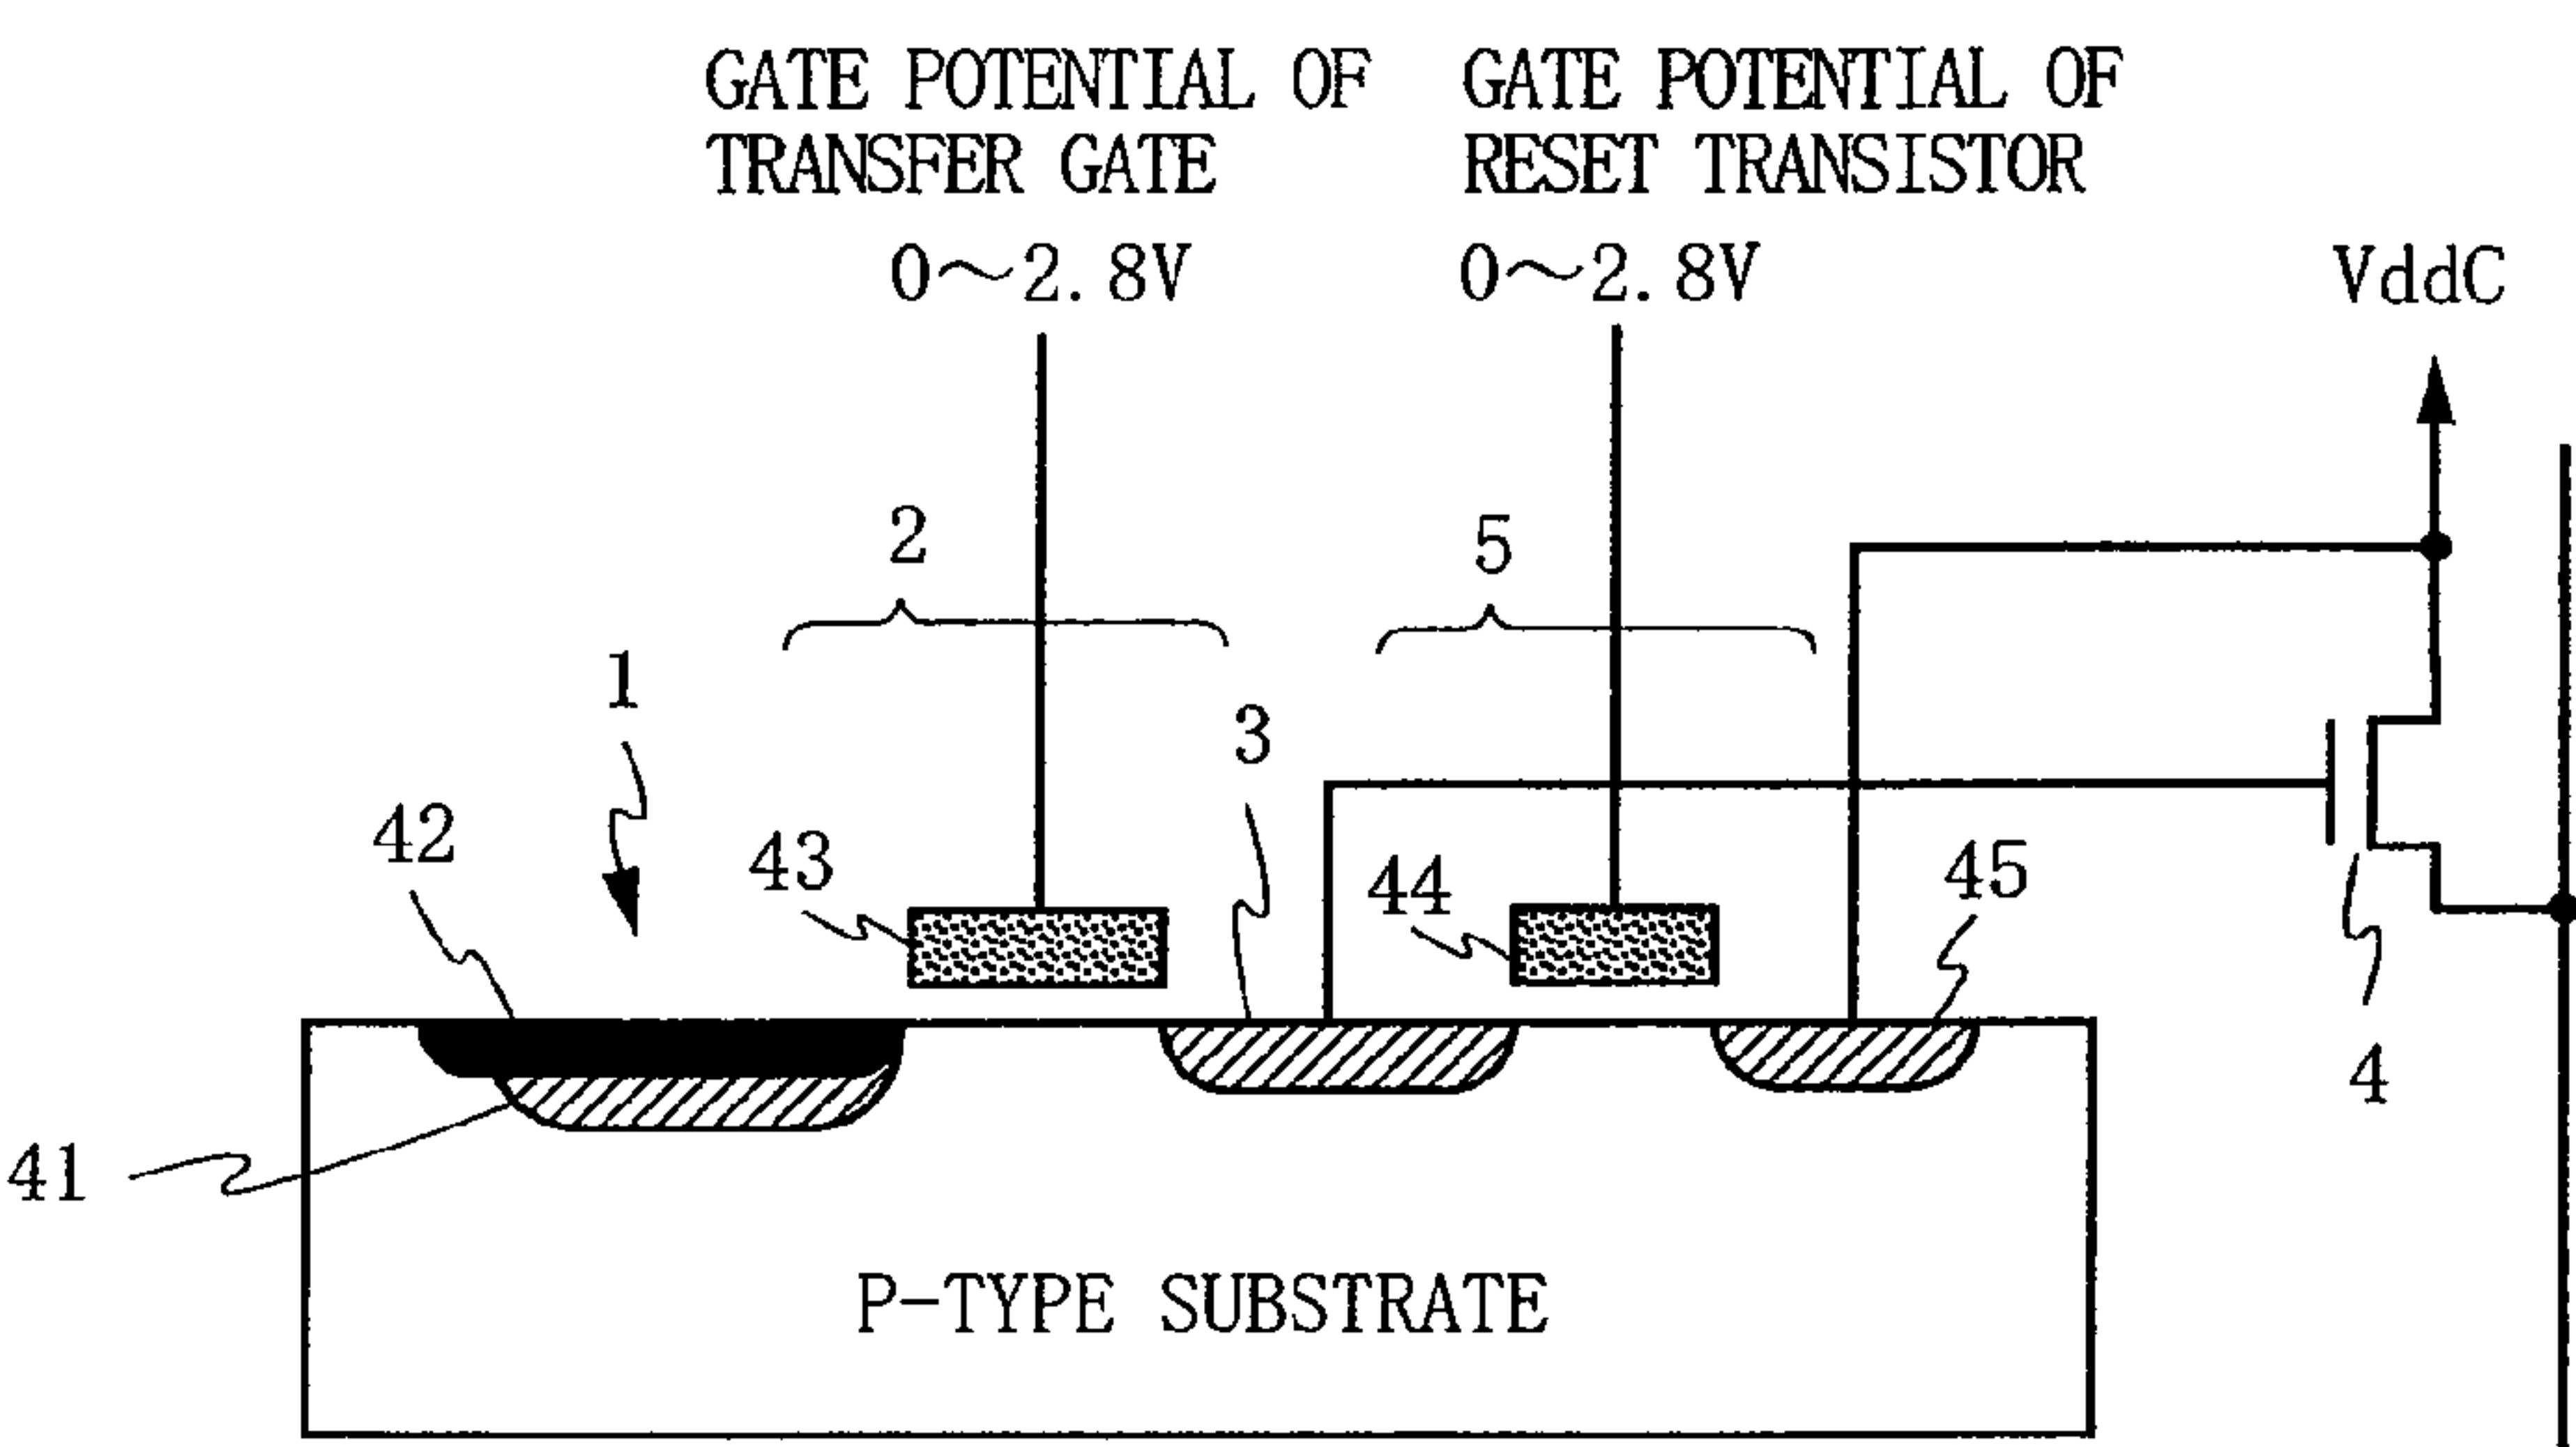 GATE POTENTIAL OF
TRANSFER GATE
0～2.8V
GATE POTENTIAL OF
RESET TRANSISTOR
0～2.8V
VddC
2
5
1
3
42
43
44
45
4
41
P-TYPE SUBSTRATE